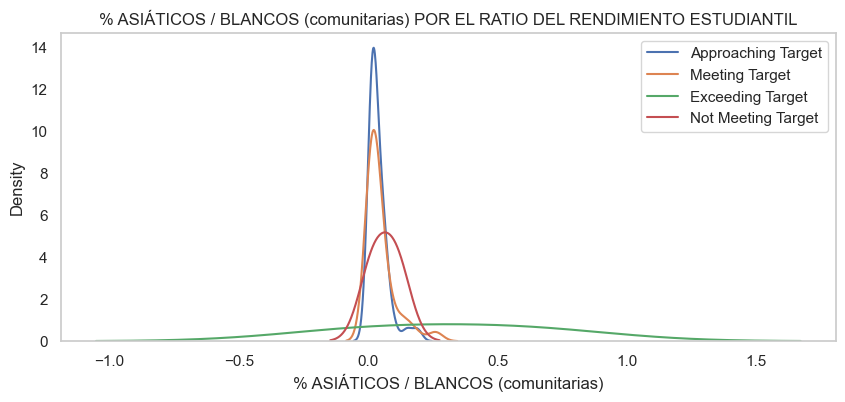 % ASIÁTICOS / BLANCOS (comunitarias) POR EL RATIO DEL RENDIMIENTO ESTUDIANTIL
Approaching Target
Meeting Target
Exceeding Target
Not Meeting Target
Density
14
12
10
8
6
4
2
0
−1.0
−0.5
0.0
0.5
1.0
1.5
% ASIÁTICOS / BLANCOS (comunitarias)